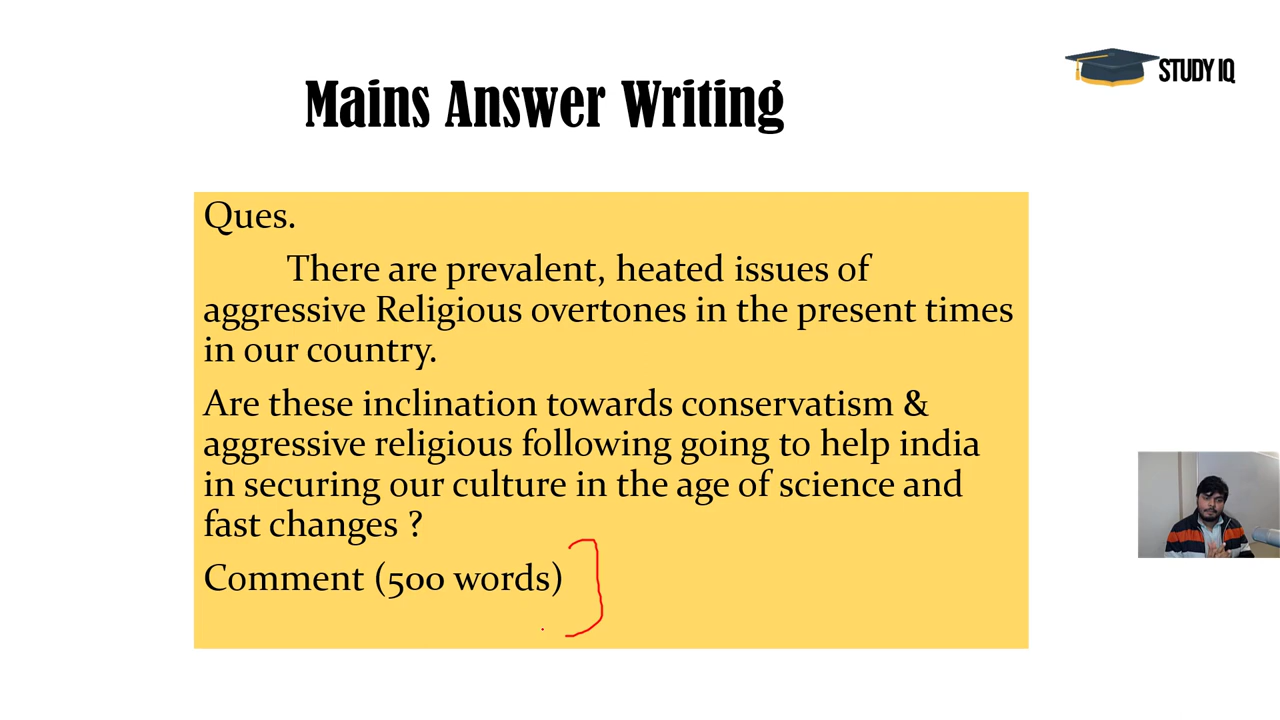 STUDY IQ
Mains Answer Writing
Ques.
There are prevalent, heated issues of
aggressive Religious overtones in the present times
in our country.
Are these inclination towards conservatism &
aggressive religious following going to help india
in securing our culture in the age of science and
fast changes ?
Comment (500 words)